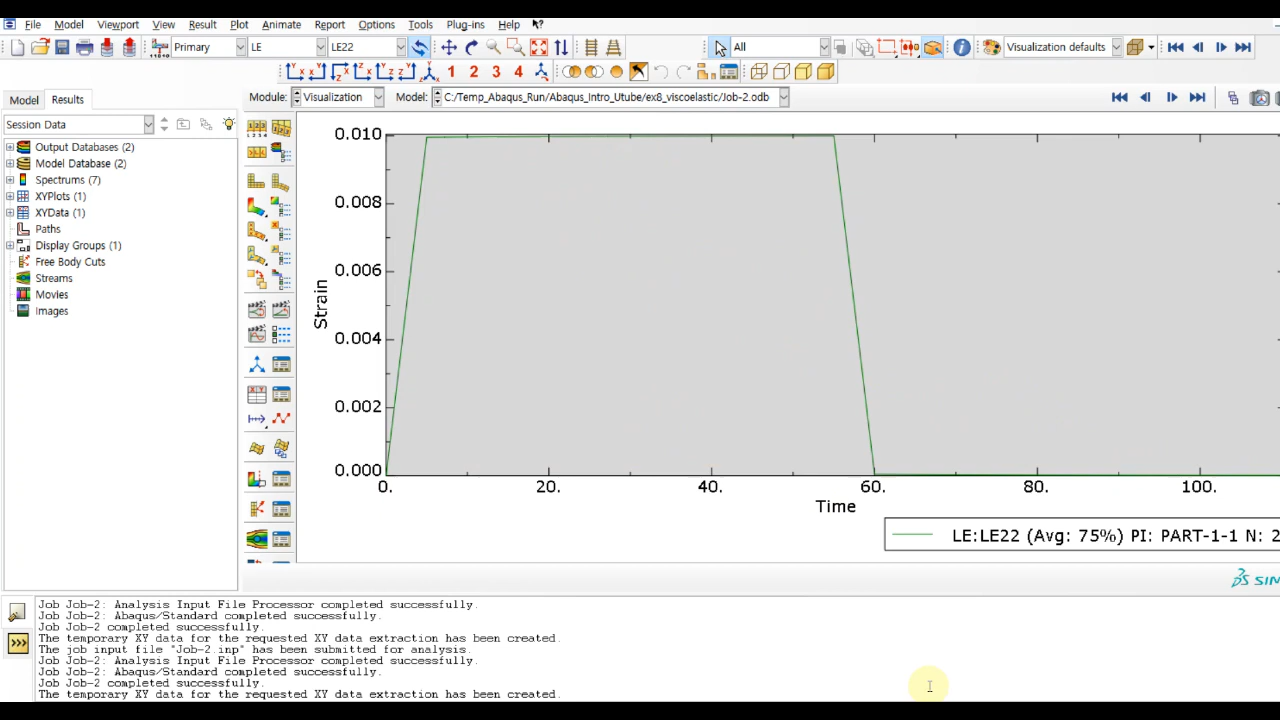 File Model Viewport View Result Plot Animate Report Options Tools Plug-ins Help
Primary LE LE22 All Visualization defaults
1 2 3 4
Model Results Module: Visualization Model: C:/Temp_Abaqus_Run/Abaqus_Intro_Utube/ex8_viscoelastic/Job-2.odb
Session Data
Output Databases (2)
Model Database (2)
Spectrums (7)
XYPlots (1)
XYData (1)
Paths
Display Groups (1)
Free Body Cuts
Streams
Movies
Images
0.010
0.008
0.006
0.004
0.002
0.000
Strain
0. 20. 40. 60. 80. 100.
Time
LE:LE22 (Avg: 75%) PI: PART-1-1 N: 2
SIM
Job Job-2: Analysis Input File Processor completed successfully.
Job Job-2: Abaqus/Standard completed successfully.
Job Job-2 completed successfully.
The temporary XY data for the requested XY data extraction has been created.
The job input file "Job-2.inp" has been submitted for analysis.
Job Job-2: Analysis Input File Processor completed successfully.
Job Job-2: Abaqus/Standard completed successfully.
Job Job-2 completed successfully.
The temporary XY data for the requested XY data extraction has been created.